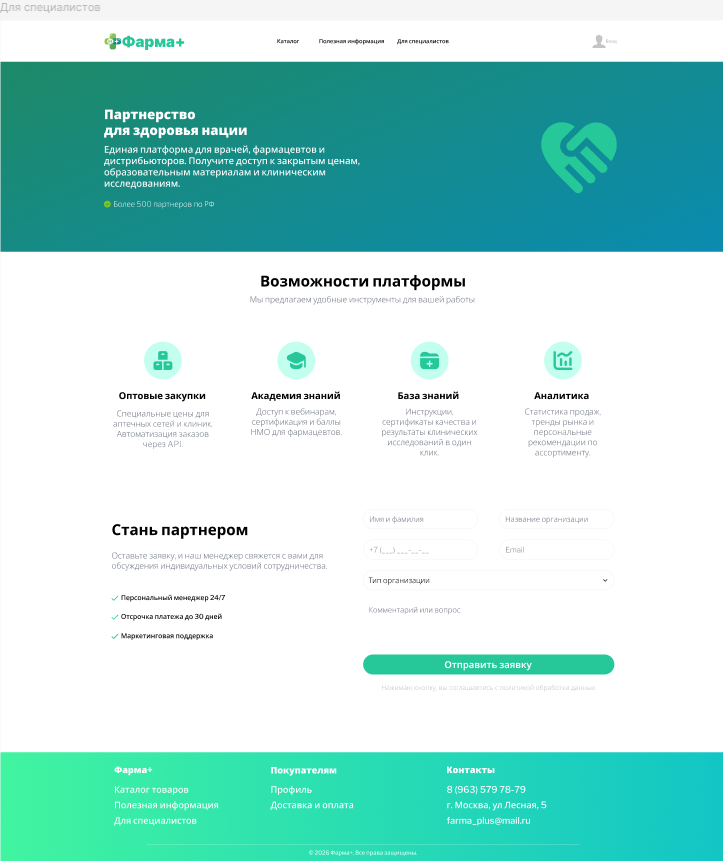 Для специалистов
Фарма+
Каталог
Полезная информация
Для специалистов
Вход
Партнерство
для здоровья нации
Единая платформа для врачей, фармацевтов и
дистрибьюторов. Получите доступ к закрытым ценам,
образовательным материалам и клиническим
исследованиям.
Более 500 партнеров по РФ
Возможности платформы
Мы предлагаем удобные инструменты для вашей работы
Оптовые закупки
Специальные цены для
аптечных сетей и клиник.
Автоматизация заказов
через API.
Академия знаний
Доступ к вебинарам,
сертификация и баллы
НМО для фармацевтов.
База знаний
Инструкции,
сертификаты качества и
результаты клинических
исследований в один
клик.
Аналитика
Статистика продаж,
тренды рынка и
персональные
рекомендации по
ассортименту.
Стань партнером
Оставьте заявку, и наш менеджер свяжется с вами для
обсуждения индивидуальных условий сотрудничества.
Персональный менеджер 24/7
Отсрочка платежа до 30 дней
Маркетинговая поддержка
Имя и фамилия
Название организации
+7 (___) ___-__-__
Email
Тип организации
Комментарий или вопрос
Отправить заявку
Нажимая кнопку, вы соглашаетесь с политикой обработки данных.
Фарма+
Каталог товаров
Полезная информация
Для специалистов
Покупателям
Профиль
Доставка и оплата
Контакты
8 (963) 579 78-79
г. Москва, ул Лесная, 5
farma_plus@mail.ru
© 2026 Фарма+. Все права защищены.